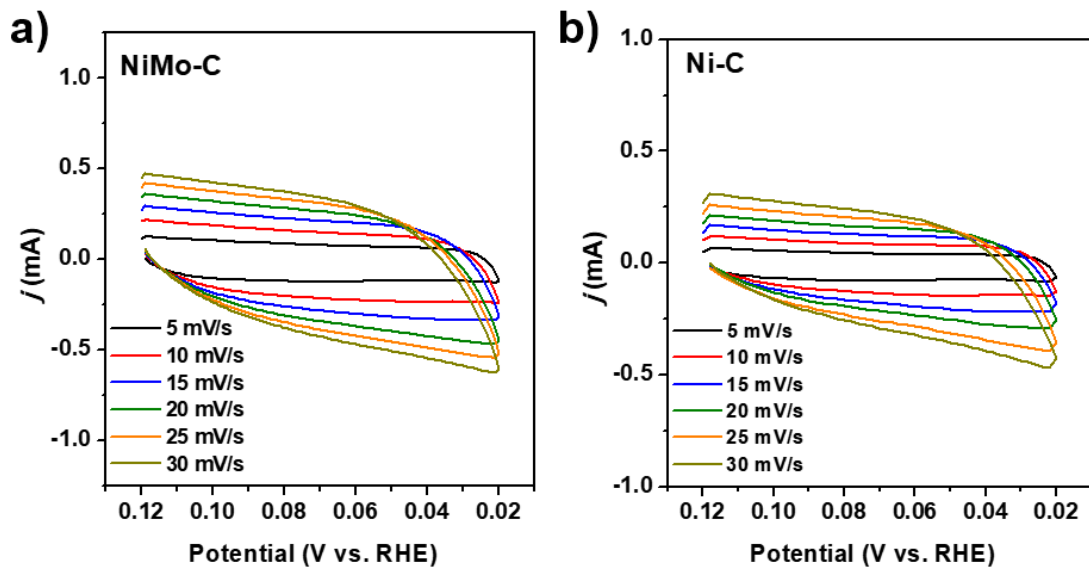 a)
NiMo-C
1.0
0.5
0.0
-0.5
-1.0
j (mA)
5 mV/s
10 mV/s
15 mV/s
20 mV/s
25 mV/s
30 mV/s
0.12 0.10 0.08 0.06 0.04 0.02
Potential (V vs. RHE)
b)
Ni-C
1.0
0.5
0.0
-0.5
-1.0
j (mA)
5 mV/s
10 mV/s
15 mV/s
20 mV/s
25 mV/s
30 mV/s
0.12 0.10 0.08 0.06 0.04 0.02
Potential (V vs. RHE)